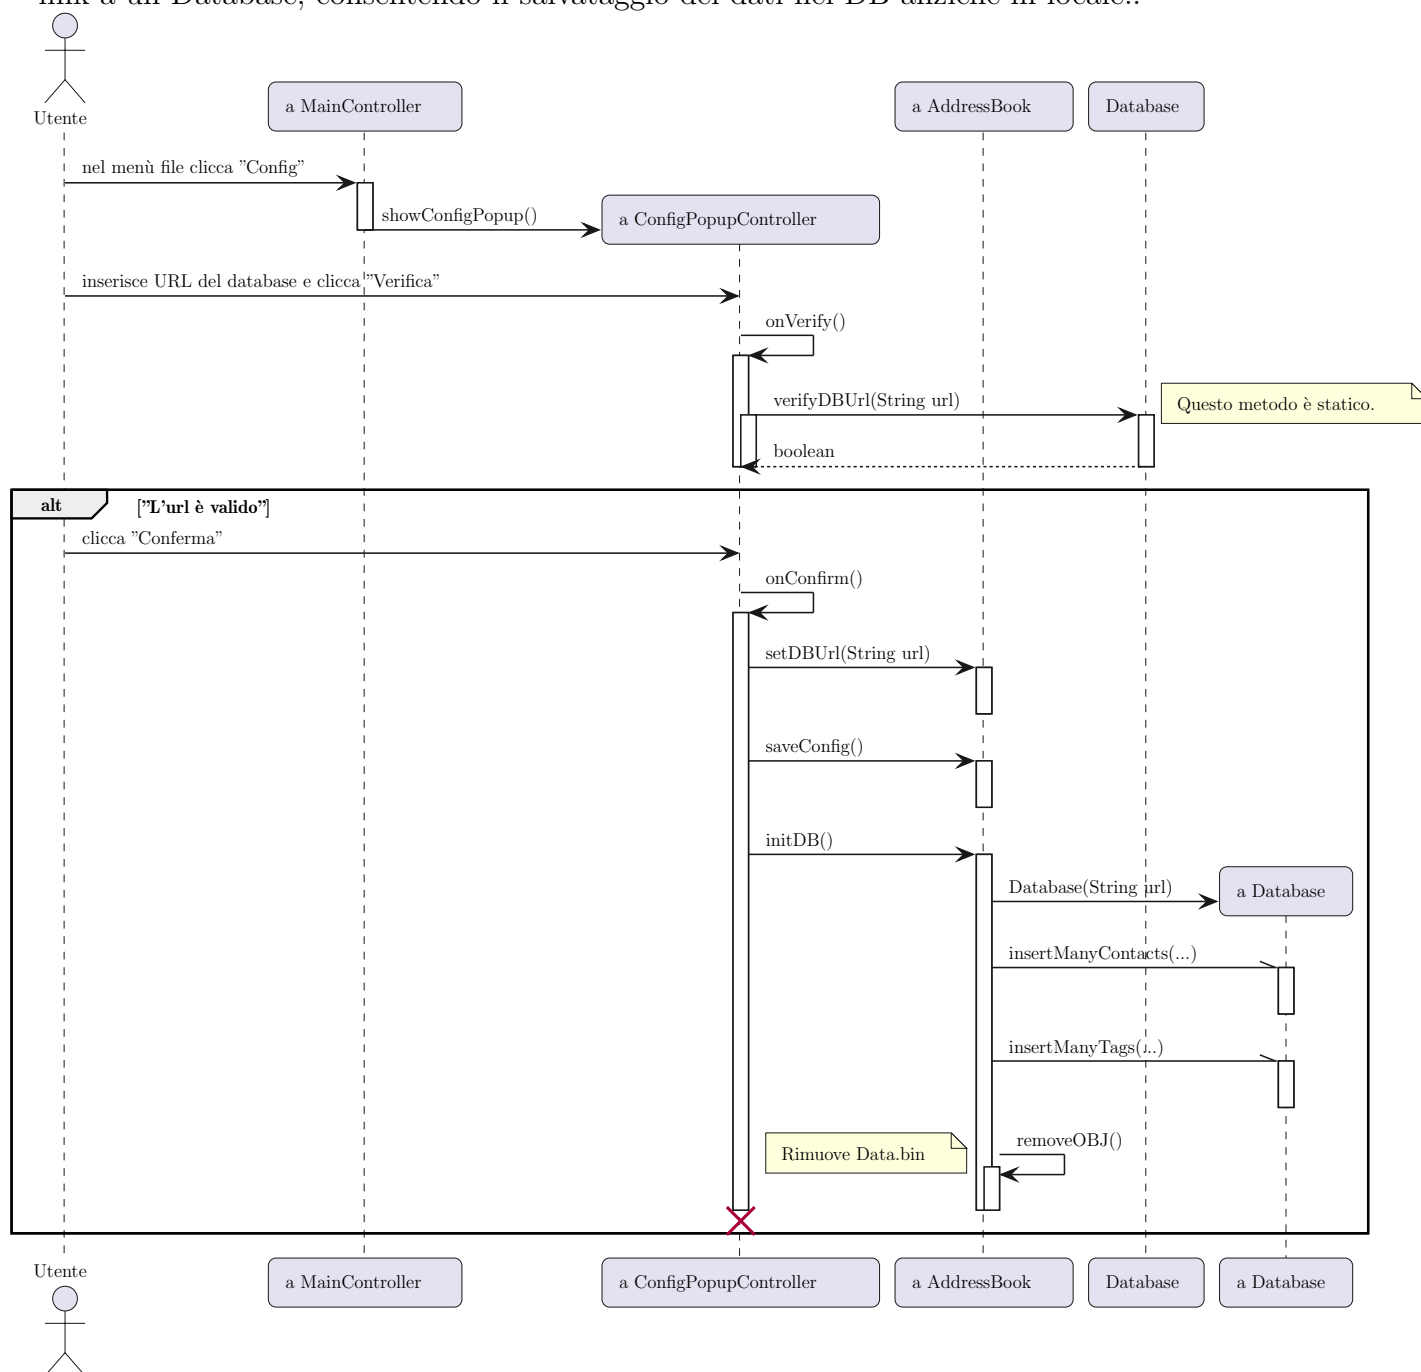 link a un Database, consentendo il salvataggio dei dati nel DB anziché in locale..
Utente
a MainController
a AddressBook
Database
nel menù file clicca ”Config”
showConfigPopup()
a ConfigPopupController
inserisce URL del database e clicca ”Verifica”
onVerify()
verifyDBUrl(String url)
Questo metodo è statico.
boolean
alt
[”L’url è valido”]
clicca ”Conferma”
onConfirm()
setDBUrl(String url)
saveConfig()
initDB()
Database(String url)
a Database
insertManyContacts(...)
insertManyTags(...)
removeOBJ()
Rimuove Data.bin
Utente
a MainController
a ConfigPopupController
a AddressBook
Database
a Database